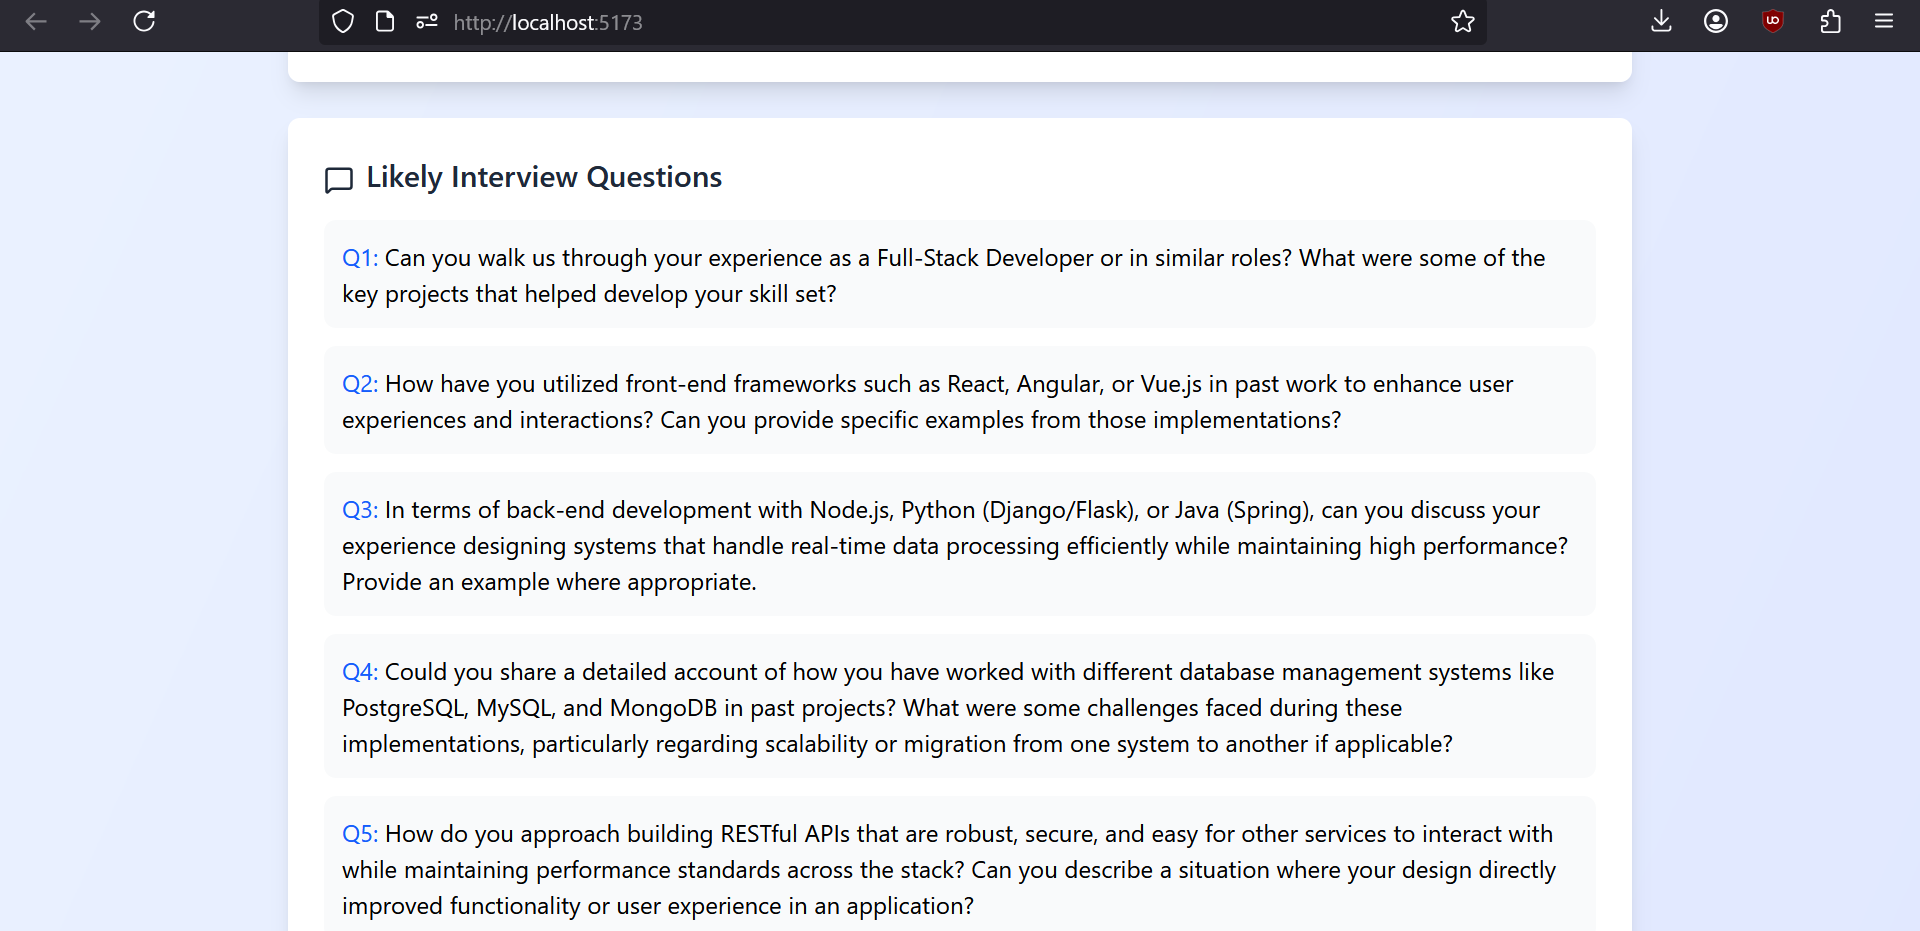 http://localhost:5173
Likely Interview Questions
Q1: Can you walk us through your experience as a Full-Stack Developer or in similar roles? What were some of the
key projects that helped develop your skill set?
Q2: How have you utilized front-end frameworks such as React, Angular, or Vue.js in past work to enhance user
experiences and interactions? Can you provide specific examples from those implementations?
Q3: In terms of back-end development with Node.js, Python (Django/Flask), or Java (Spring), can you discuss your
experience designing systems that handle real-time data processing efficiently while maintaining high performance?
Provide an example where appropriate.
Q4: Could you share a detailed account of how you have worked with different database management systems like
PostgreSQL, MySQL, and MongoDB in past projects? What were some challenges faced during these
implementations, particularly regarding scalability or migration from one system to another if applicable?
Q5: How do you approach building RESTful APIs that are robust, secure, and easy for other services to interact with
while maintaining performance standards across the stack? Can you describe a situation where your design directly
improved functionality or user experience in an application?